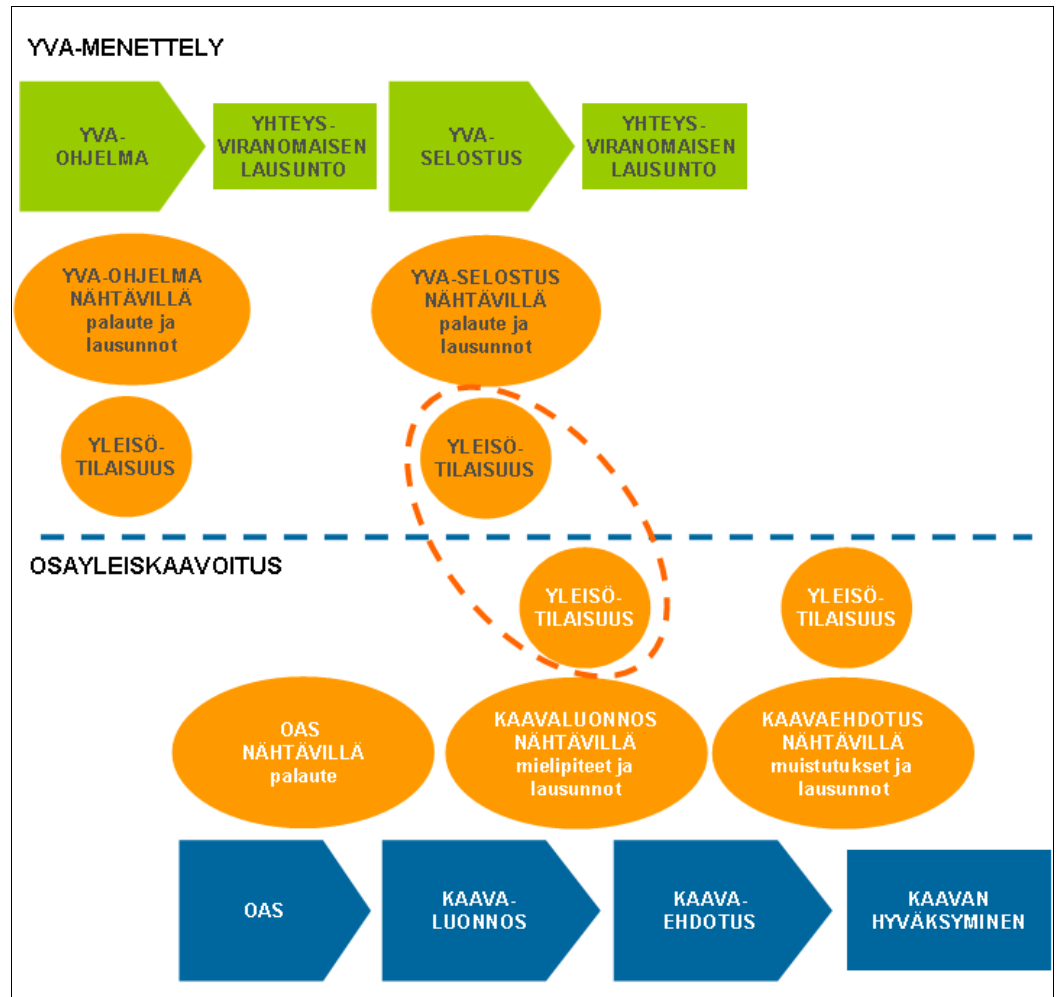 YVA-MENETTELY
YVA-
OHJELMA
YHTEYS-
VIRANOMAISEN
LAUSUNTO
YVA-
SELOSTUS
YHTEYS-
VIRANOMAISEN
LAUSUNTO
YVA-OHJELMA
NÄHTÄVILLÄ
palaute ja
lausunnot
YVA-SELOSTUS
NÄHTÄVILLÄ
palaute ja
lausunnot
YLEISÖ-
TILAISUUS
YLEISÖ-
TILAISUUS
OSAYLEISKAAVOITUS
YLEISÖ-
TILAISUUS
YLEISÖ-
TILAISUUS
OAS
NÄHTÄVILLÄ
palaute
KAAVALUONNOS
NÄHTÄVILLÄ
mielipiteet ja
lausunnot
KAAVAEHDOTUS
NÄHTÄVILLÄ
muistutukset ja
lausunnot
OAS
KAAVA-
LUONNOS
KAAVA-
EHDOTUS
KAAVAN
HYVÄKSYMINEN